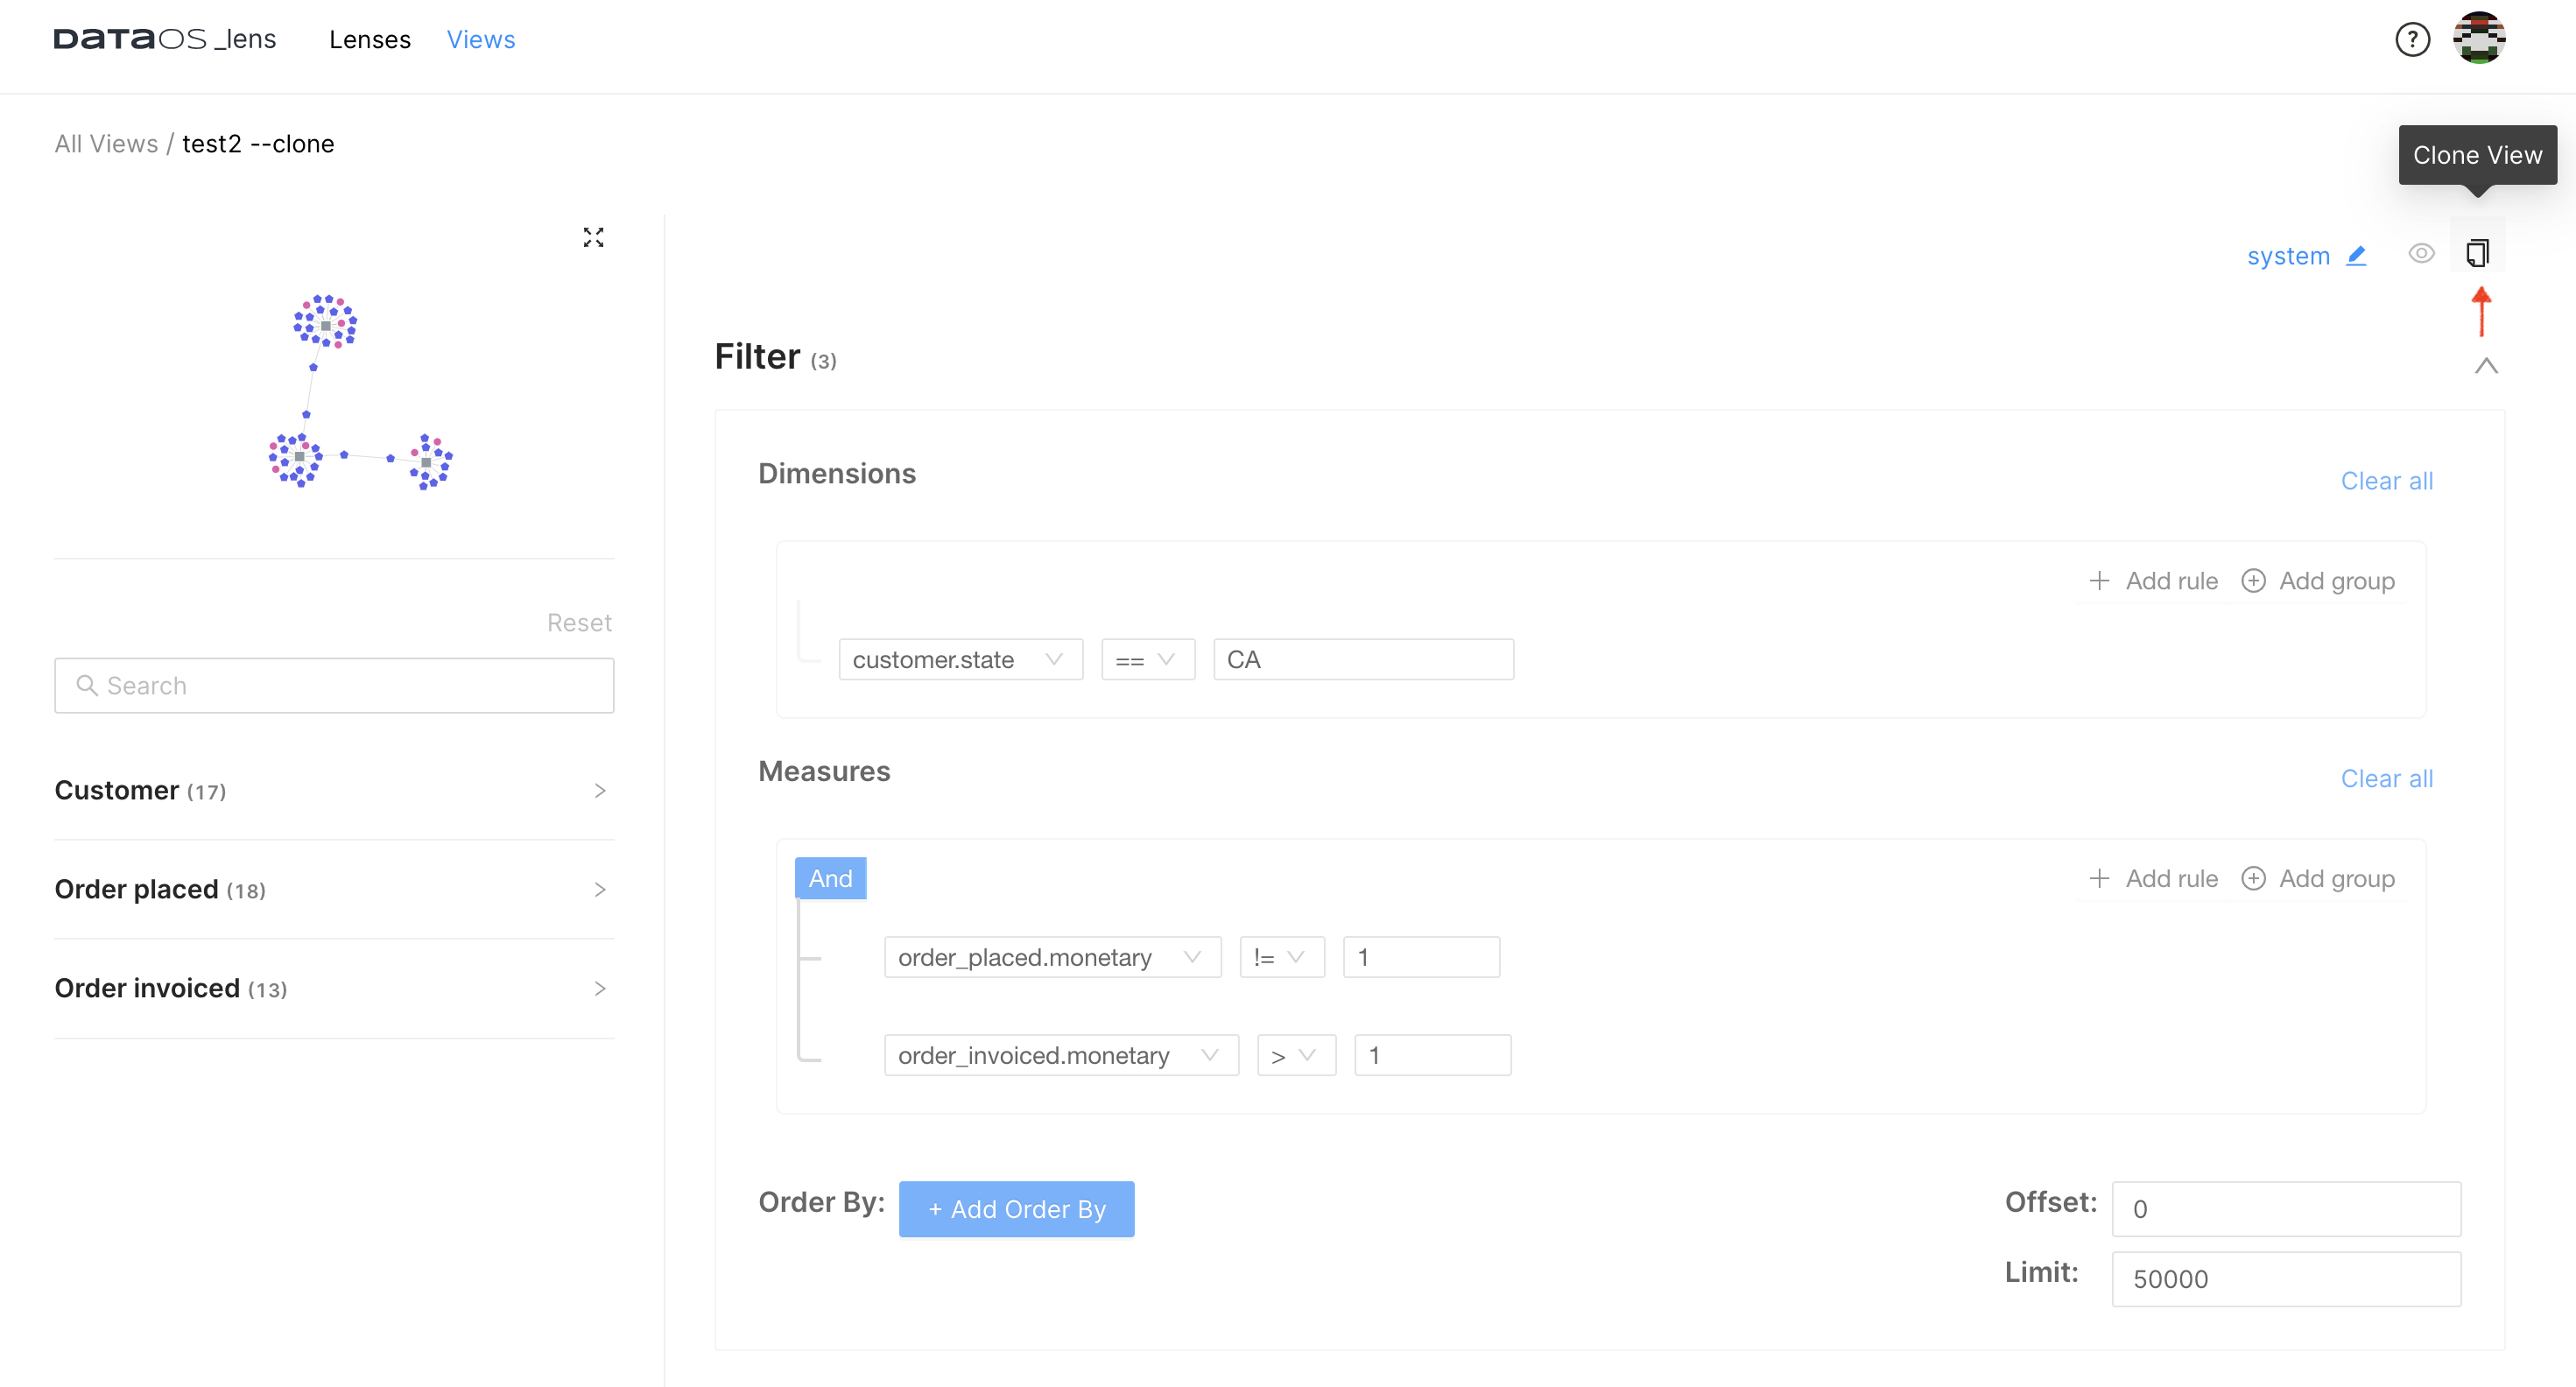 DATAOS _lens Lenses Views ?
All Views / test2 --clone
Clone View
system
Filter (3)
Dimensions
Clear all
+ Add rule Add group
customer.state == CA
Measures
Clear all
And
+ Add rule Add group
order_placed.monetary != 1
order_invoiced.monetary > 1
Order By: + Add Order By
Offset: 0
Limit: 50000
Reset
Search
Customer (17)
Order placed (18)
Order invoiced (13)